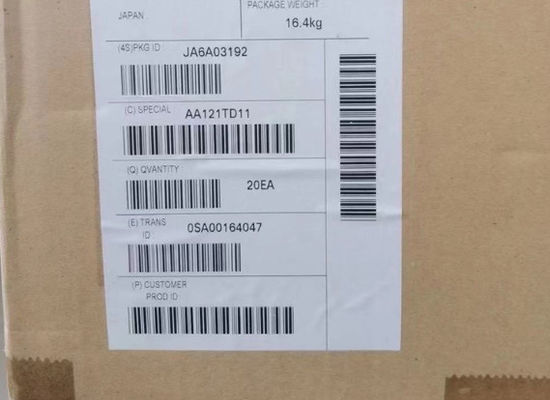 PACKAGE WEIGHT
JAPAN
16.4kg
(4S)PKG ID : JA6A03192
(C) SPECIAL AA121TD11
(Q) QVANTITY
20EA
(E) TRANS
ID : 0SA00164047
(P) CUSTOMER
PROD ID